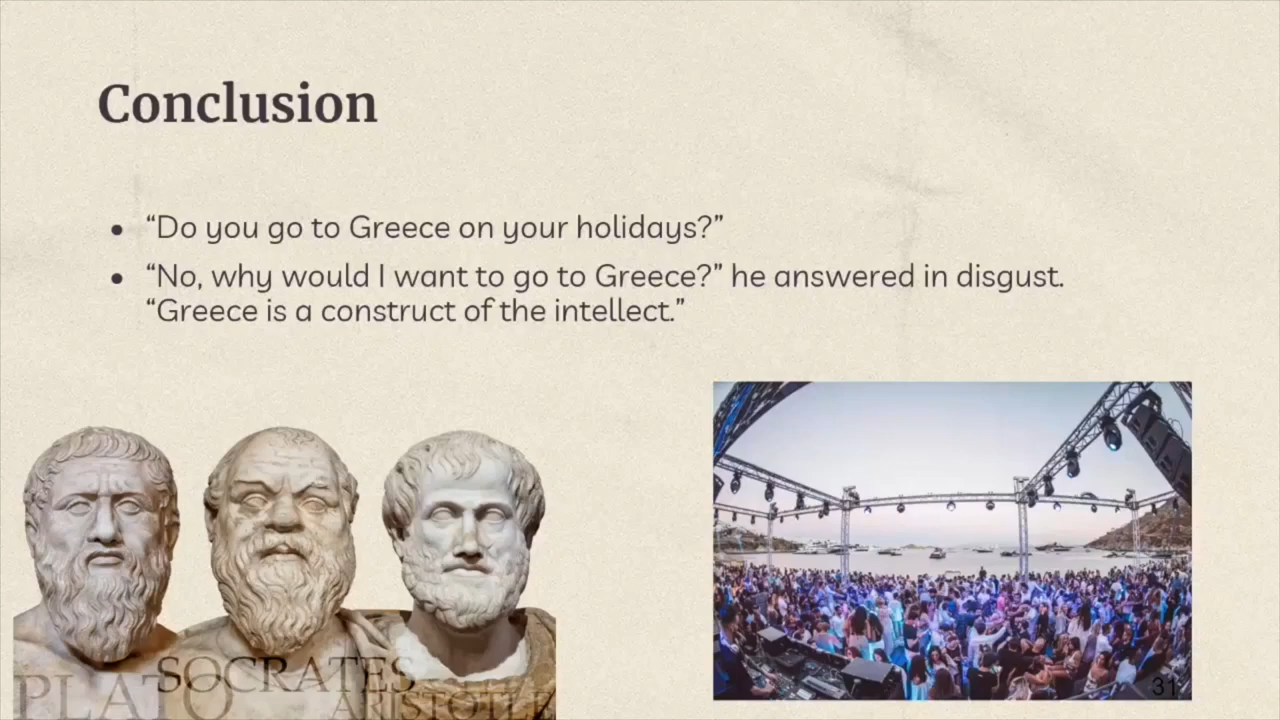 Conclusion
“Do you go to Greece on your holidays?”
“No, why would I want to go to Greece?” he answered in disgust.
“Greece is a construct of the intellect.”
PLATO
SOCRATES
ARISTOTLE
31